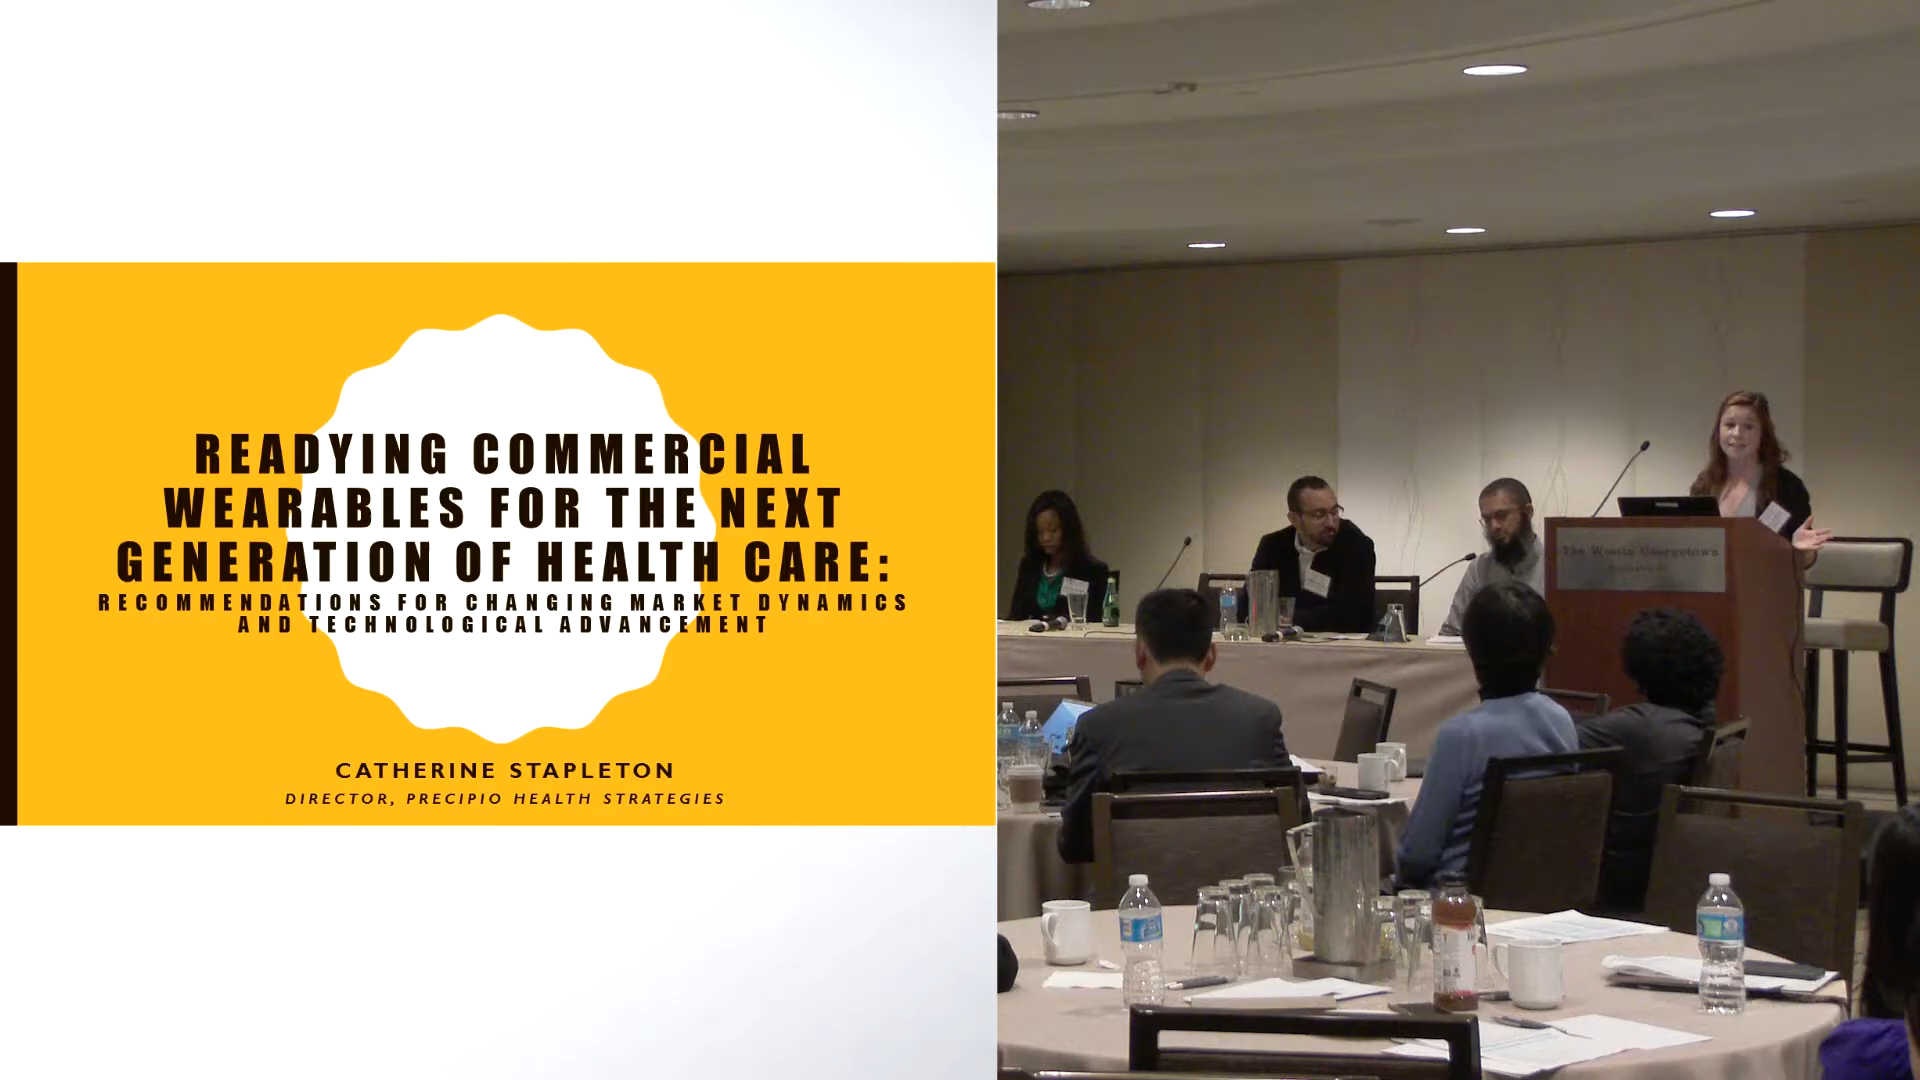 READYING COMMERCIAL
WEARABLES FOR THE NEXT
GENERATION OF HEALTH CARE:
RECOMMENDATIONS FOR CHANGING MARKET DYNAMICS
AND TECHNOLOGICAL ADVANCEMENT
CATHERINE STAPLETON
DIRECTOR, PRECIPIO HEALTH STRATEGIES
The Westin Georgetown